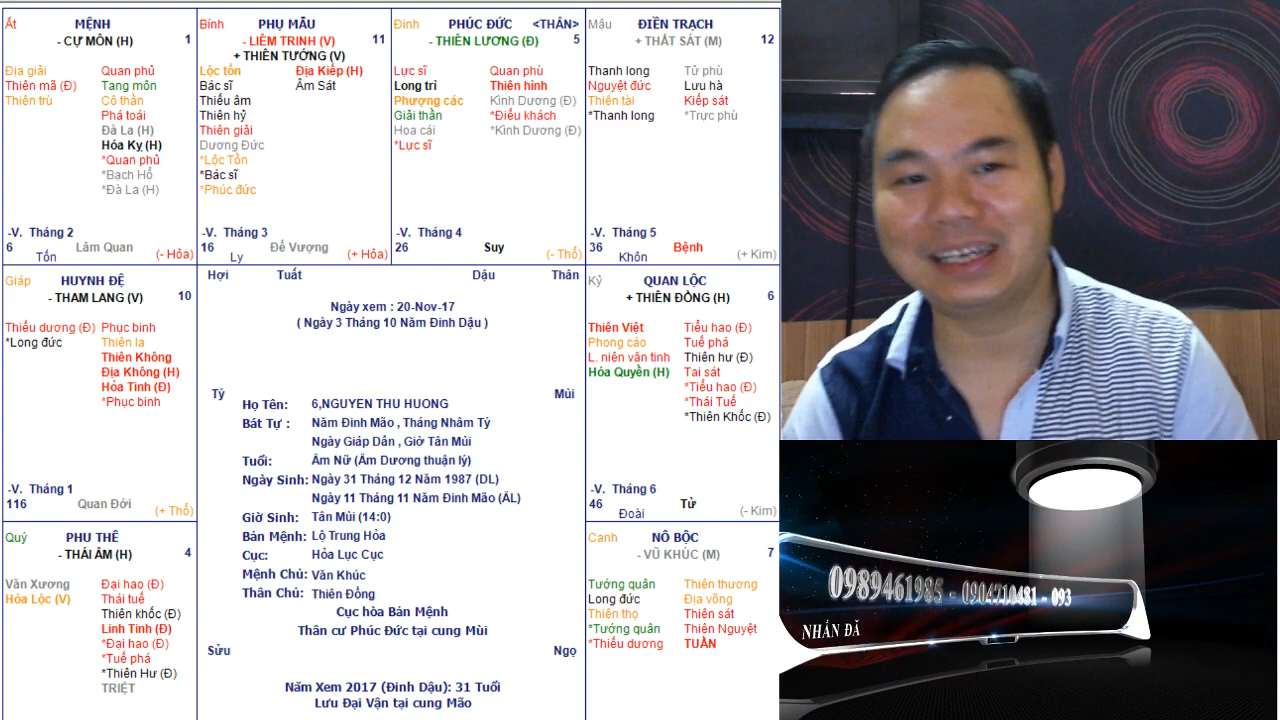 Ất MỆNH
- CỰ MÔN (H) 1
Địa giải Quan phủ
Thiên mã (Đ) Tang môn
Thiên trù Cô thần
Phá toái
Đà La (H)
Hóa Kỵ (H)
*Quan phủ
*Bạch Hổ
*Đà La (H)
-V. Tháng 2
6 Lâm Quan
Tốn (- Hỏa)
Bính PHỤ MẪU
- LIÊM TRINH (V) 11
+ THIÊN TƯỚNG (V)
Lộc tồn Địa Kiếp (H)
Bác sĩ Âm Sát
Thiếu âm
Thiên hỷ
Thiên giải
Dương Đức
*Lộc Tồn
*Bác sĩ
*Phúc đức
-V. Tháng 3
16 Đế Vượng
Ly (+ Hỏa)
Đinh PHÚC ĐỨC <THÂN>
- THIÊN LƯƠNG (Đ) 5
Lực sĩ Quan phù
Long trì Thiên hình
Phượng các Kình Dương (Đ)
Giải thần *Điếu khách
Hoa cái *Kình Dương (Đ)
*Lực sĩ
-V. Tháng 4
26 Suy (- Thổ)
Mậu ĐIỀN TRẠCH
+ THẤT SÁT (M) 12
Thanh long Tử phù
Nguyệt đức Lưu hà
Thiên tài Kiếp sát
*Thanh long *Trực phù
-V. Tháng 5
36 Bệnh
Khôn (+ Kim)
Giáp HUYNH ĐỆ
- THAM LANG (V) 10
Thiếu dương (Đ) Phục binh
*Long đức Thiên la
Thiên Không
Địa Không (H)
Hỏa Tinh (Đ)
*Phục binh
-V. Tháng 1
116 Quan Đới (+ Thổ)
Hợi Tuất Dậu Thân
Ngày xem : 20-Nov-17
( Ngày 3 Tháng 10 Năm Đinh Dậu )
Tý Mùi
Họ Tên: 6,NGUYEN THU HUONG
Bát Tự : Năm Đinh Mão , Tháng Nhâm Tý
Ngày Giáp Dần , Giờ Tân Mùi
Tuổi: Âm Nữ (Âm Dương thuận lý)
Ngày Sinh: Ngày 31 Tháng 12 Năm 1987 (DL)
Ngày 11 Tháng 11 Năm Đinh Mão (ÂL)
Giờ Sinh: Tân Mùi (14:0)
Bản Mệnh: Lộ Trung Hỏa
Cục: Hỏa Lục Cục
Mệnh Chủ: Văn Khúc
Thân Chủ: Thiên Đồng
Cục hòa Bản Mệnh
Thân cư Phúc Đức tại cung Mùi
Sửu Ngọ
Năm Xem 2017 (Đinh Dậu): 31 Tuổi
Lưu Đại Vận tại cung Mão
Kỷ QUAN LỘC
+ THIÊN ĐỒNG (H) 6
Thiên Việt Tiểu hao (Đ)
Phong cáo Tuế phá
L. niên văn tinh Thiên hư (Đ)
Hóa Quyền (H) Tai sát
*Tiểu hao (Đ)
*Thái Tuế
*Thiên Khốc (Đ)
-V. Tháng 6
46 Tử
Đoài (- Kim)
Quý PHU THÊ
- THÁI ÂM (H) 4
Văn Xương Đại hao (Đ)
Hóa Lộc (V) Thái tuế
Thiên khốc (Đ)
Linh Tinh (Đ)
*Đại hao (Đ)
*Tuế phá
*Thiên Hư (Đ)
TRIỆT
Canh NÔ BỘC
- VŨ KHÚC (M) 7
Tướng quân Thiên thương
Long đức Địa võng
Thiên thọ Thiên sát
*Tướng quân Thiên Nguyệt
*Thiếu dương TUẦN
0989461985 - 0904710481 - 093
NHẤN ĐĂ